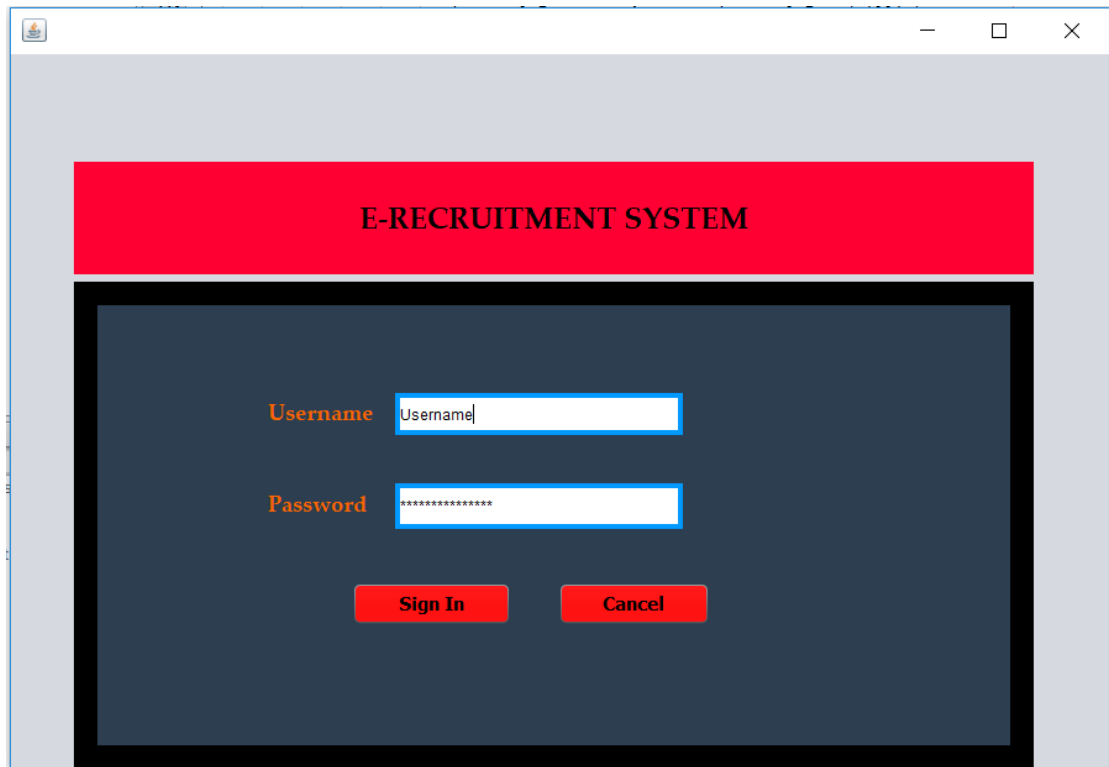 E-RECRUITMENT SYSTEM
Username Username
Password ***************
Sign In Cancel